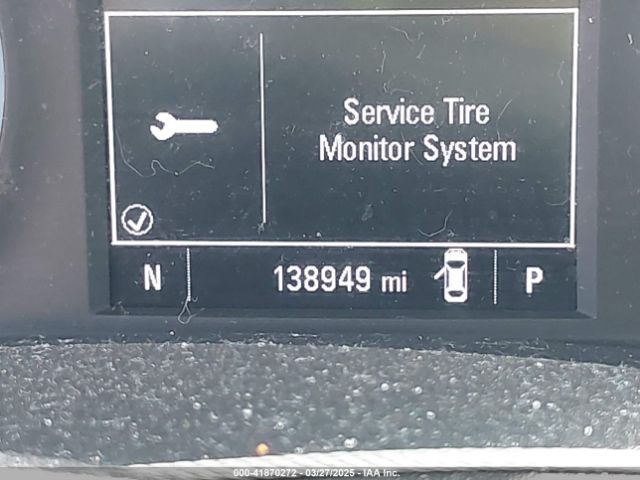 Service Tire
Monitor System
N 138949 mi P
000-41870272 - 03/27/2025 - IAA Inc.